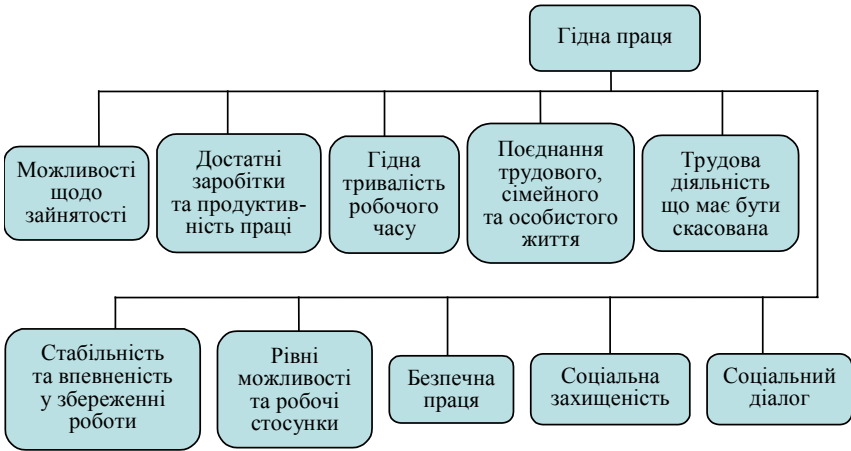 Гідна праця
Можливості
щодо
зайнятості
Достатні
заробітки
та продуктив-
ність праці
Гідна
тривалість
робочого
часу
Поєднання
трудового,
сімейного
та особистого
життя
Трудова
діяльність
що має бути
скасована
Стабільність
та впевненість
у збереженні
роботи
Рівні
можливості
та робочі
стосунки
Безпечна
праця
Соціальна
захищеність
Соціальний
діалог